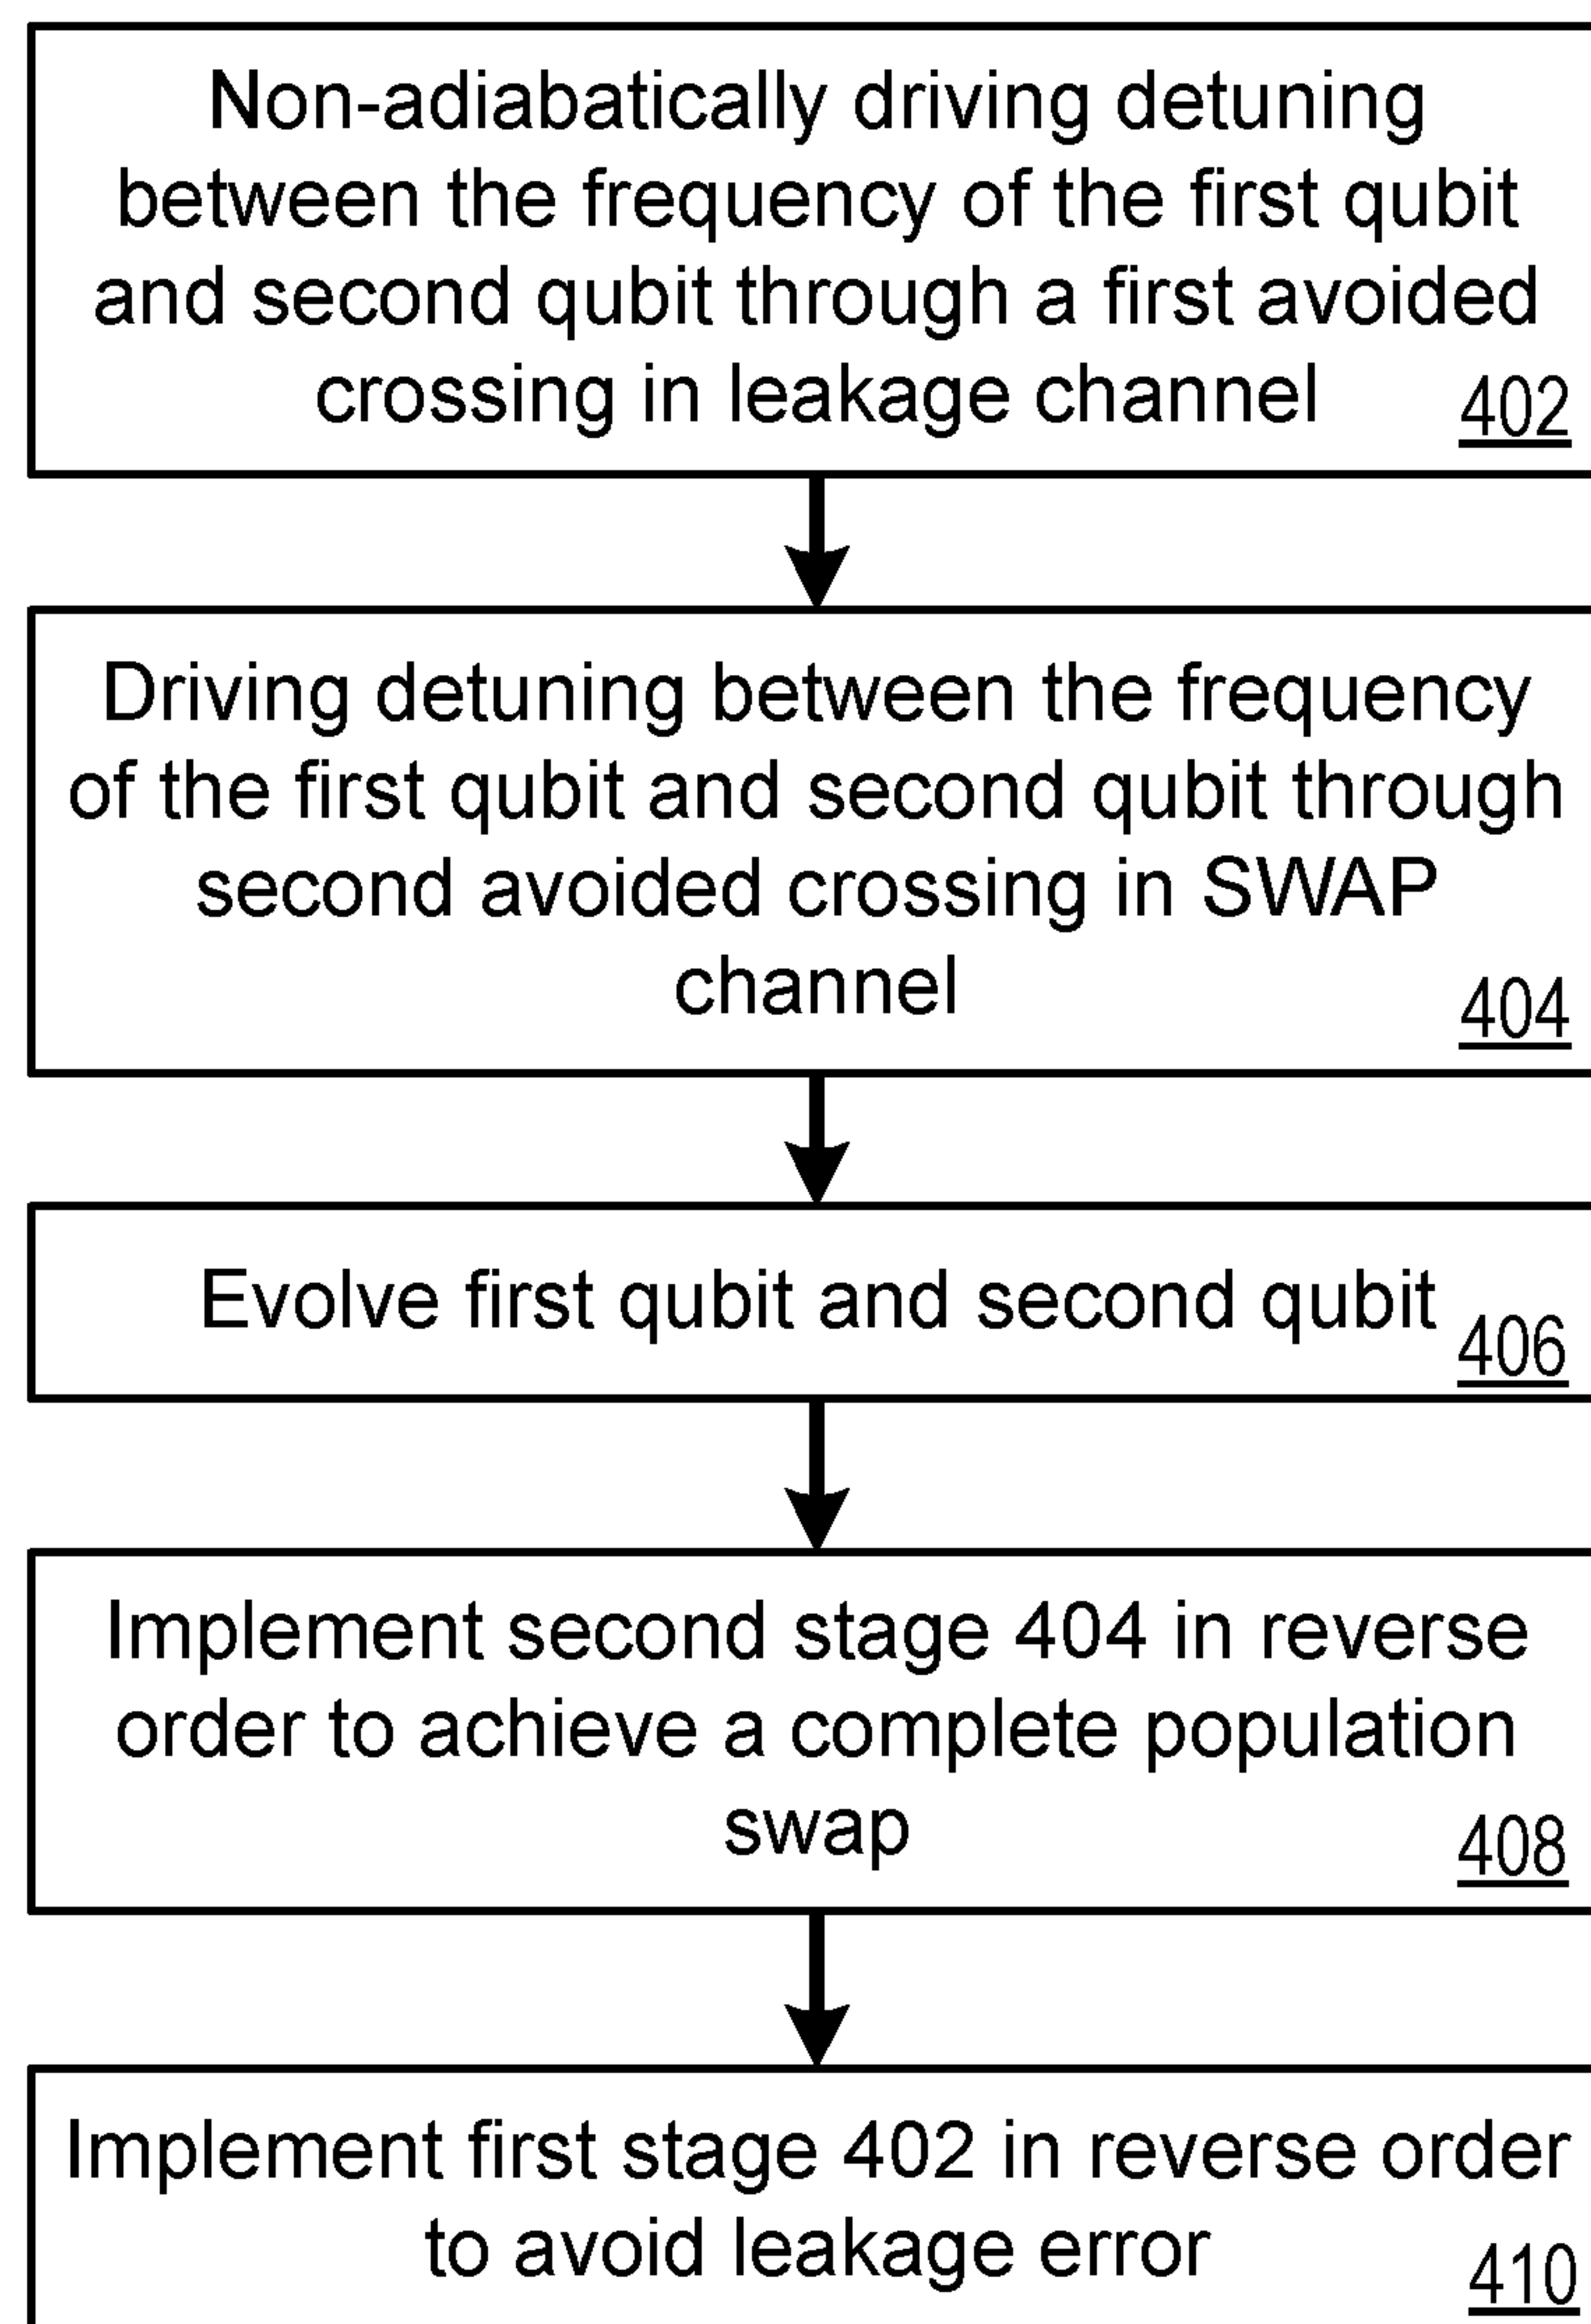 Non-adiabatically driving detuning
between the frequency of the first qubit
and second qubit through a first avoided
crossing in leakage channel 402
Driving detuning between the frequency
of the first qubit and second qubit through
second avoided crossing in SWAP
channel 404
Evolve first qubit and second qubit 406
Implement second stage 404 in reverse
order to achieve a complete population
swap 408
Implement first stage 402 in reverse order
to avoid leakage error 410